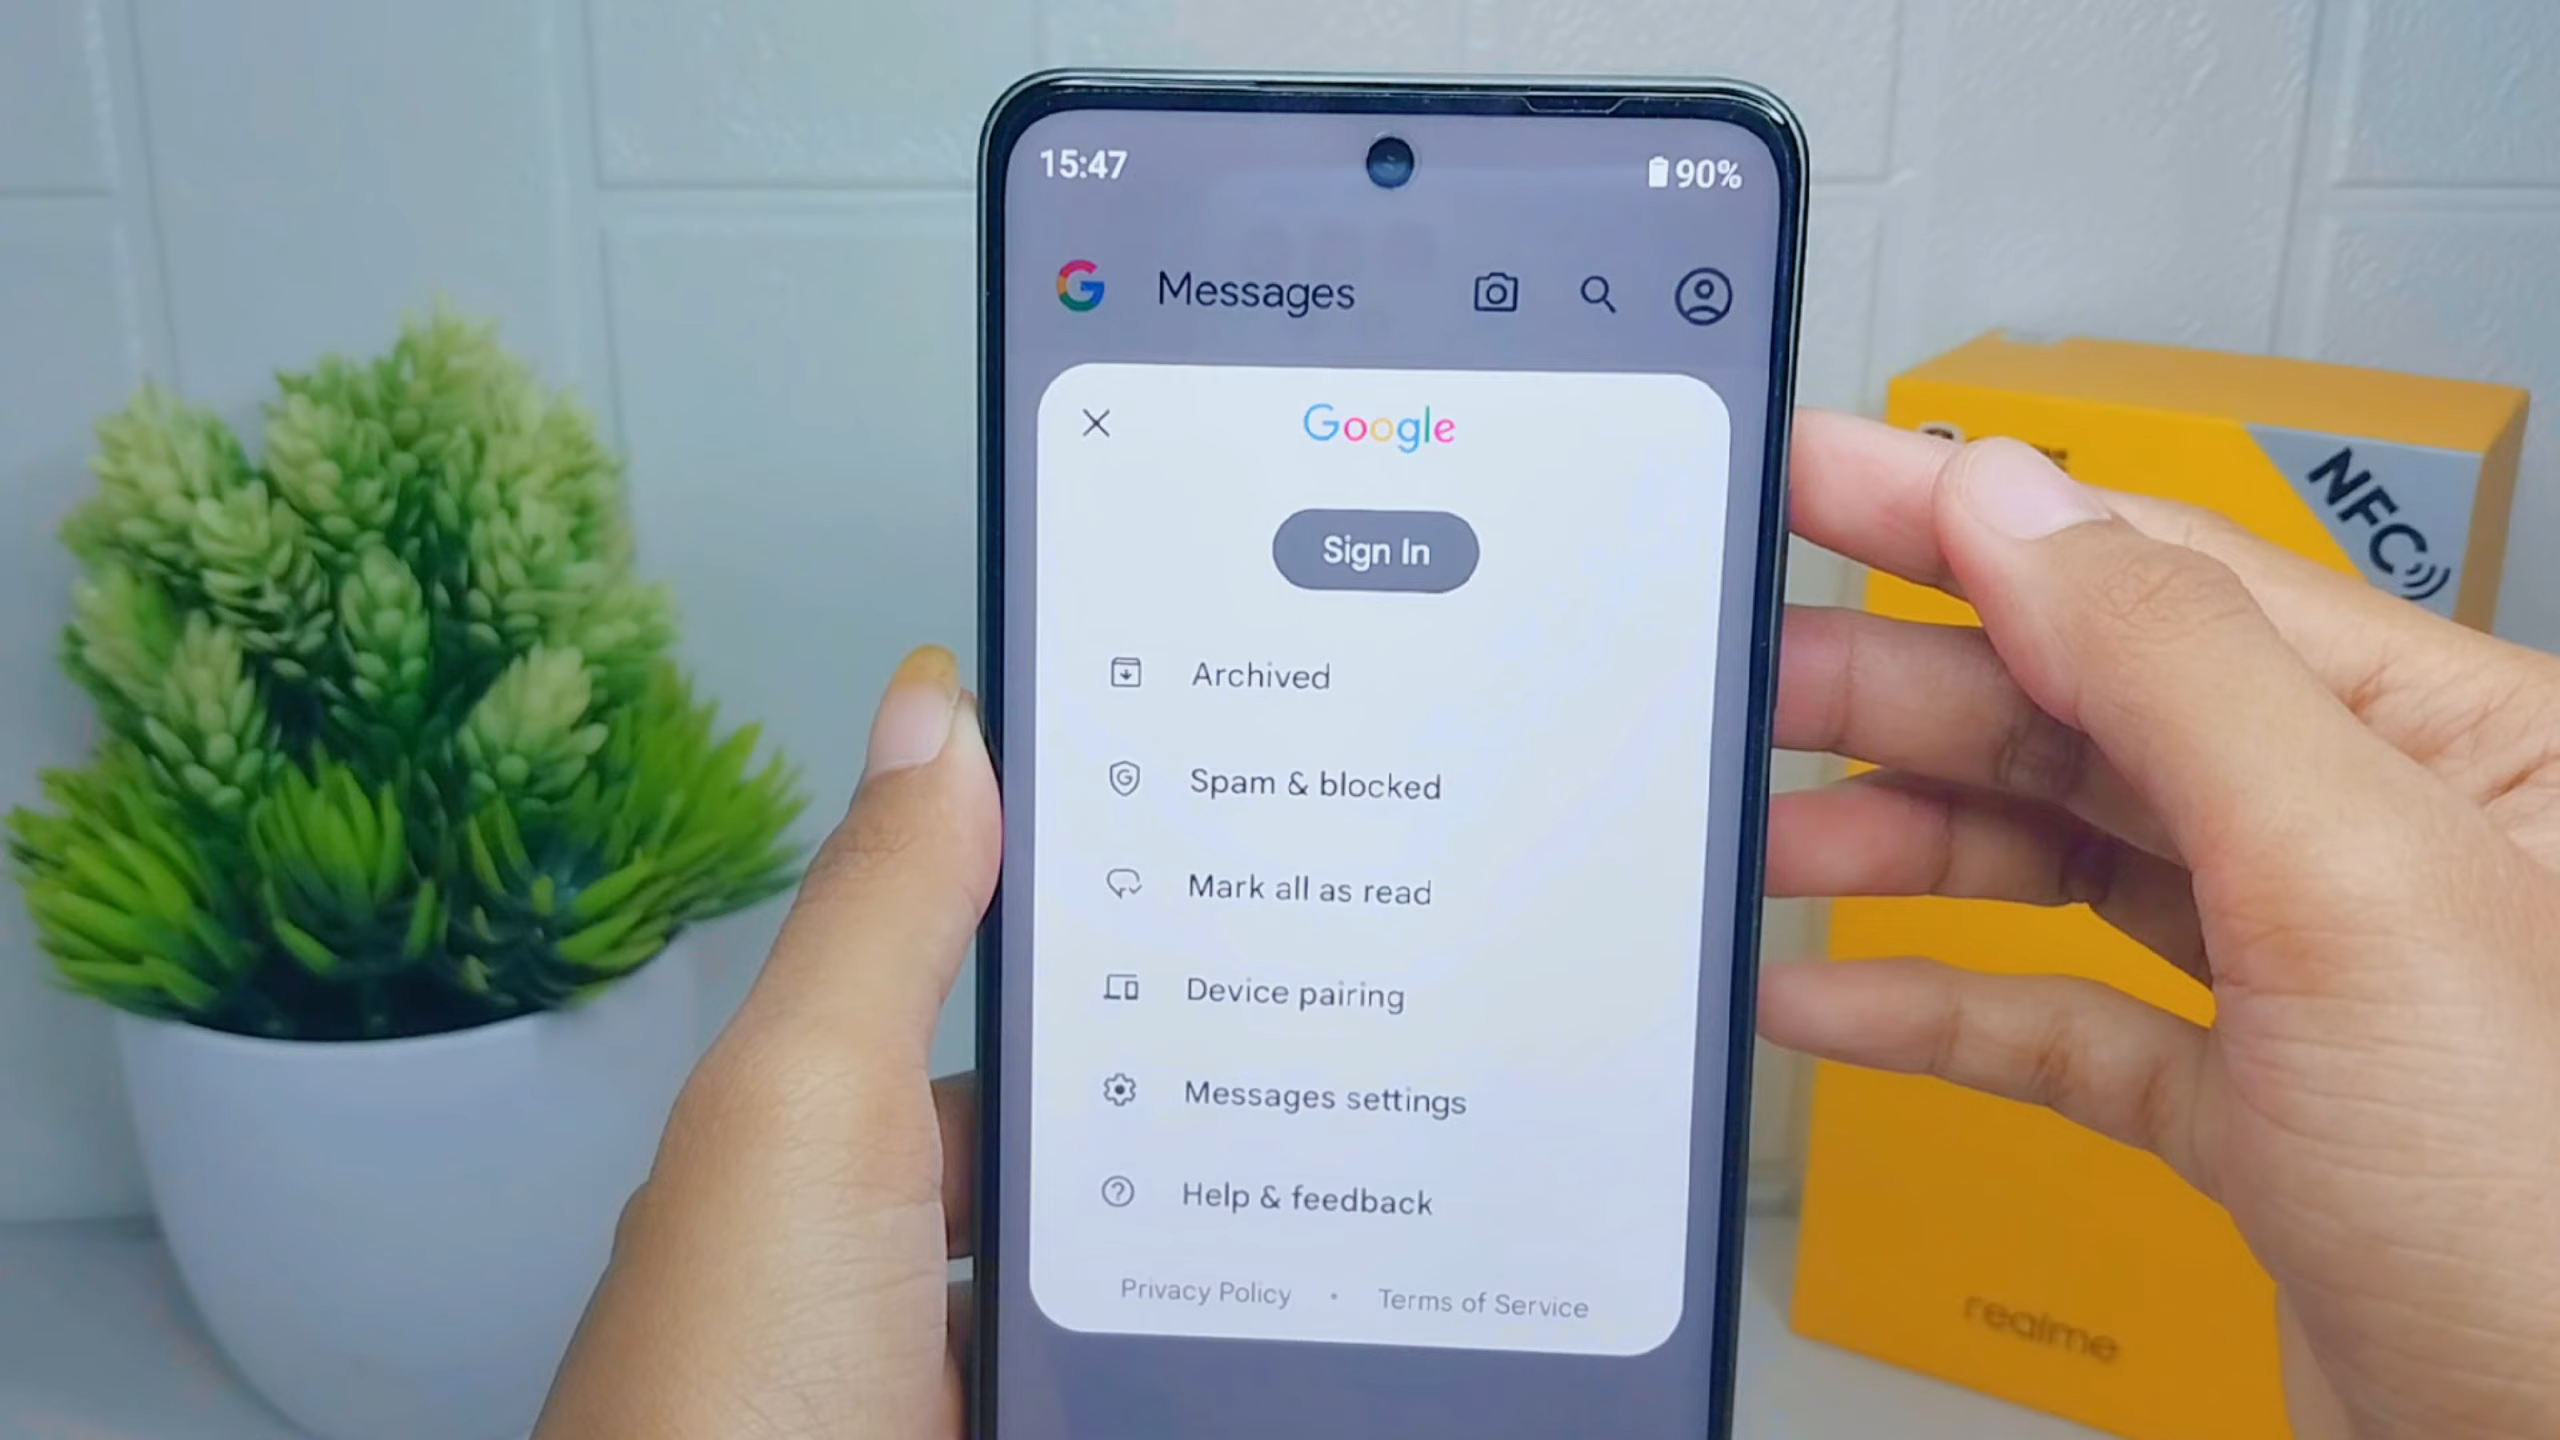 15:47
90%
G Messages
Google
Sign In
Archived
Spam & blocked
Mark all as read
Device pairing
Messages settings
Help & feedback
Privacy Policy • Terms of Service
NFC
realme